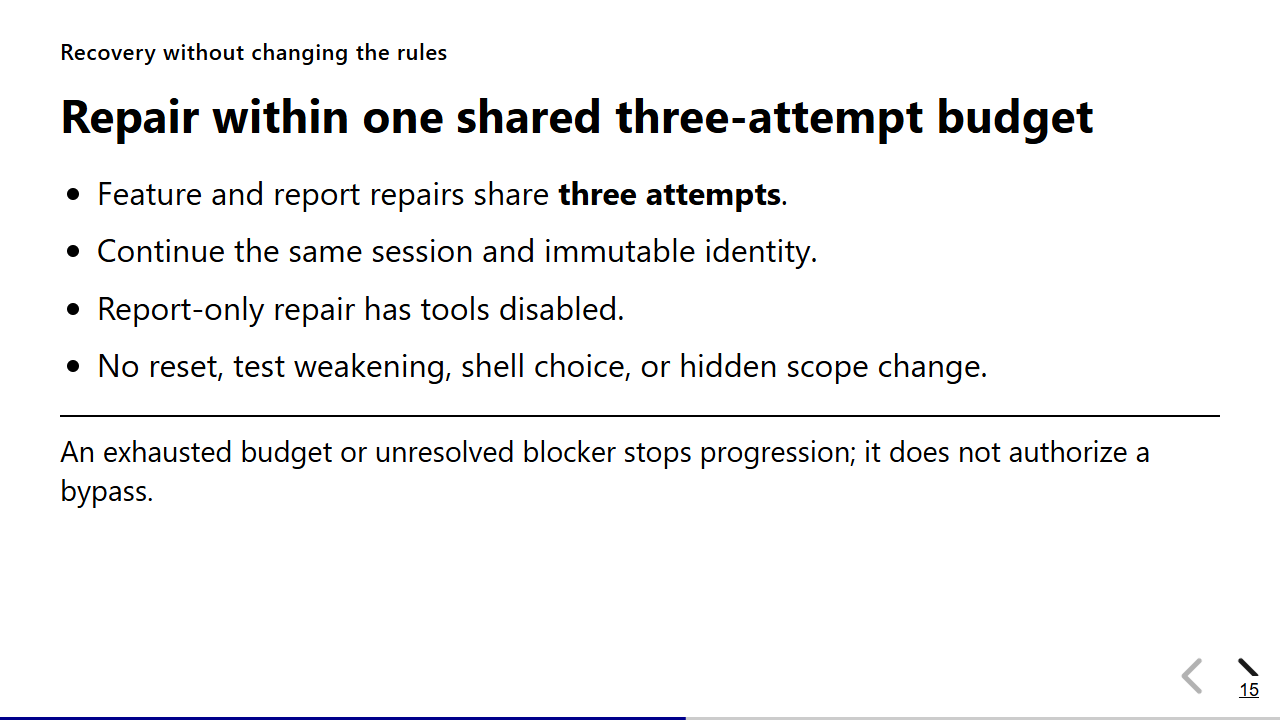 Recovery without changing the rules
Repair within one shared three-attempt budget
Feature and report repairs share three attempts.
Continue the same session and immutable identity.
Report-only repair has tools disabled.
No reset, test weakening, shell choice, or hidden scope change.
An exhausted budget or unresolved blocker stops progression; it does not authorize a
bypass.
15